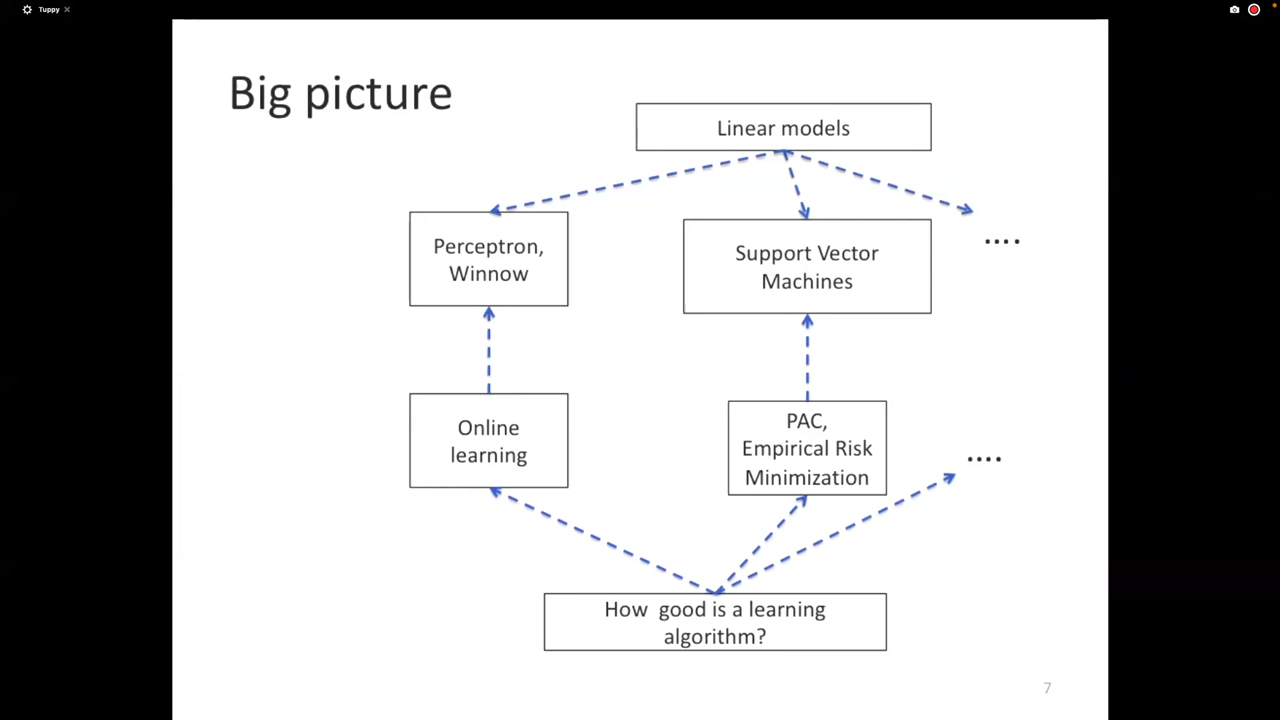 Tuppy ×
Big picture
Linear models
Perceptron,
Winnow
Support Vector
Machines
....
Online
learning
PAC,
Empirical Risk
Minimization
....
How good is a learning
algorithm?
7